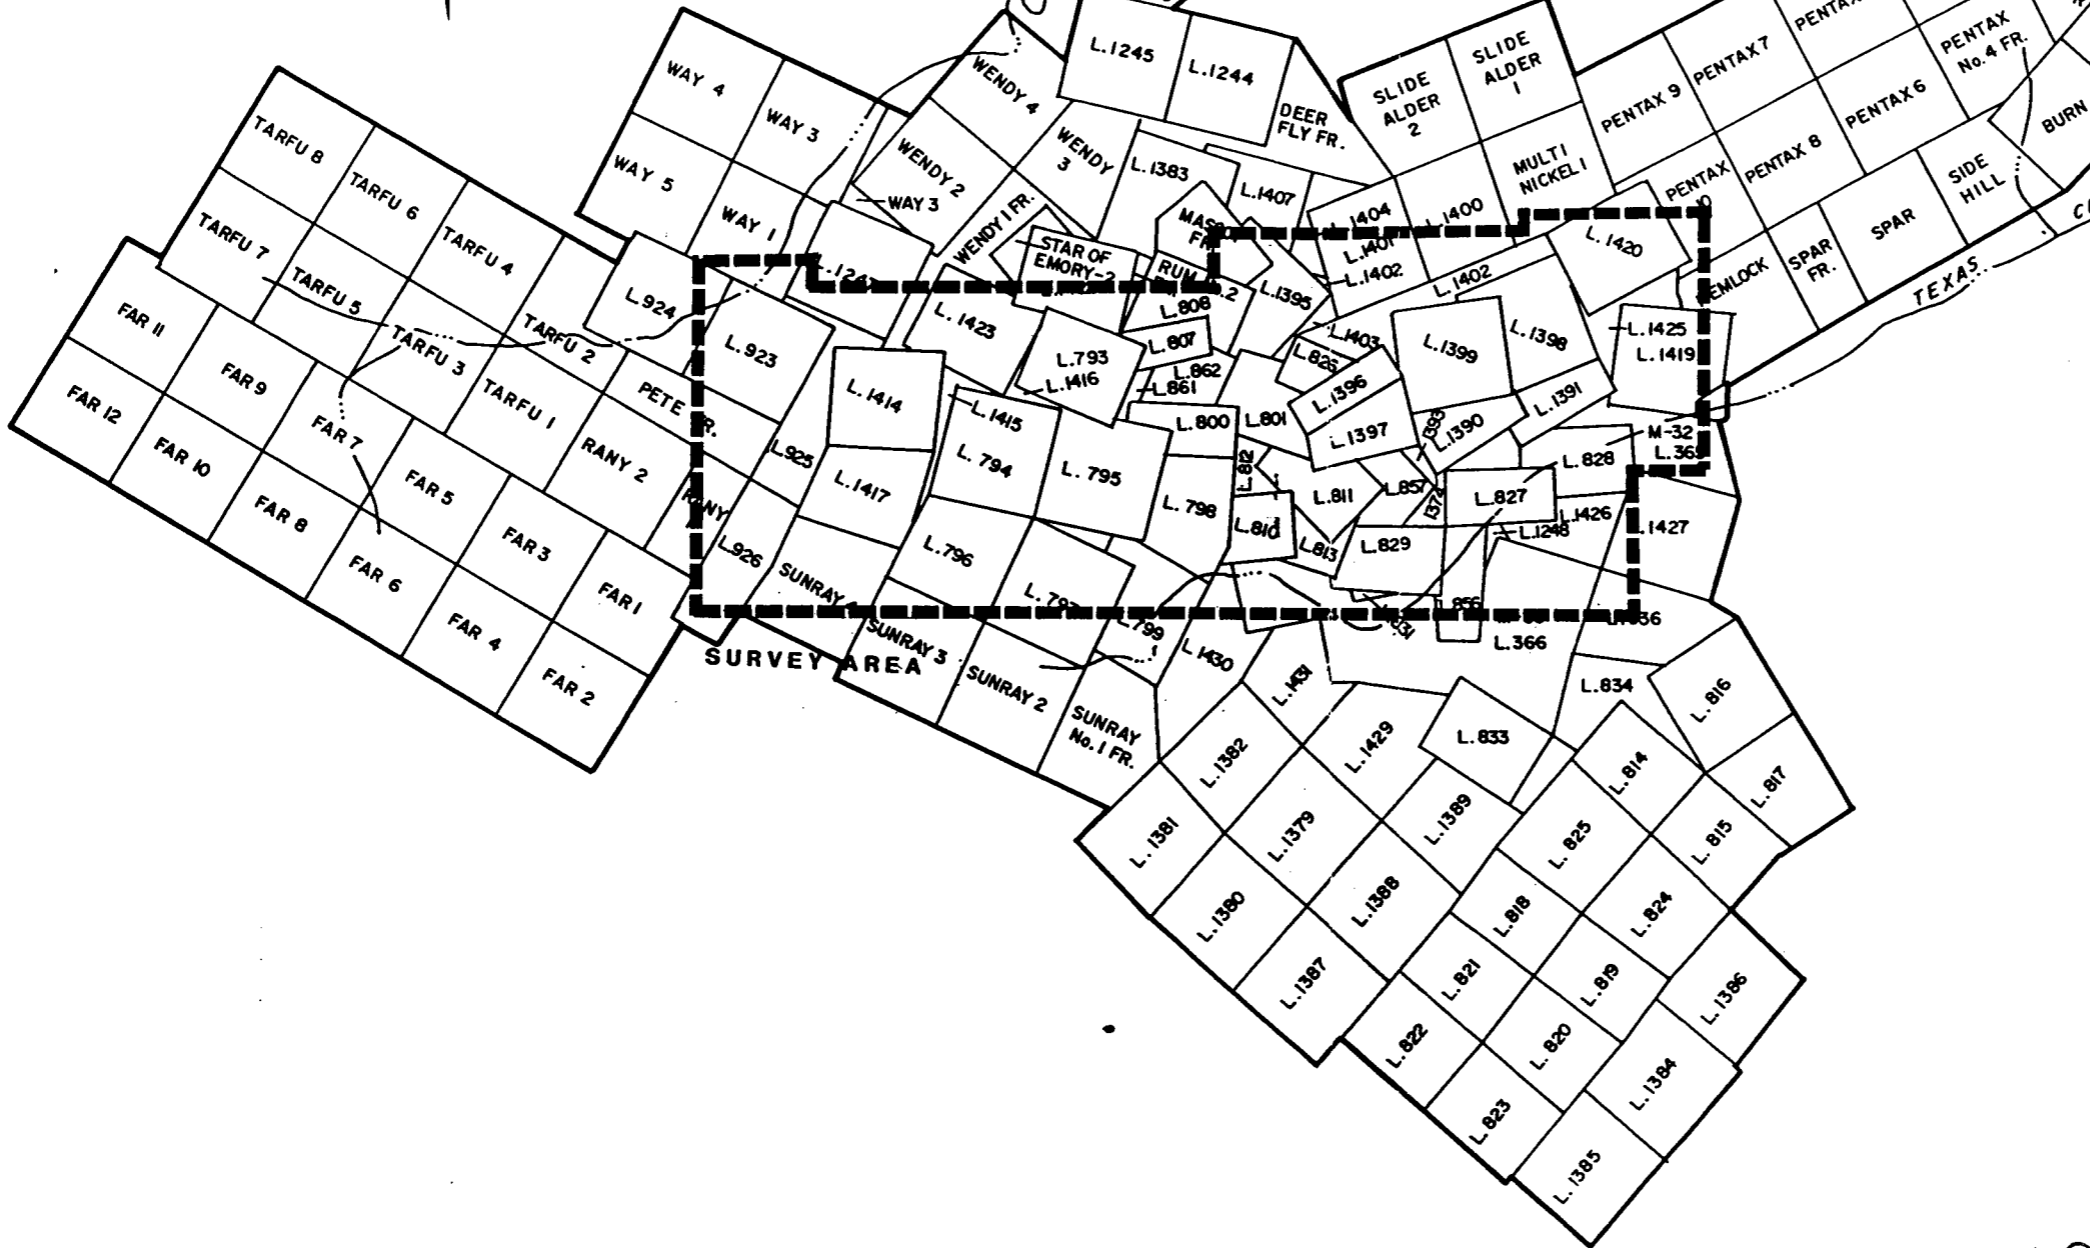 L.1245
L.1244
SLIDE
ALDER
1
SLIDE
ALDER
2
PENTAX 7
PENTAX
No.4 FR.
PENTAX 9
PENTAX 6
PENTAX 8
BURN
WAY 4
WAY 3
WENDY 4
DEER
FLY FR.
MULTI
NICKEL 1
PENTAX
SIDE
HILL
SPAR
SPAR
FR.
HEMLOCK
TEXAS
TARFU 8
TARFU 6
TARFU 4
TARFU 7
TARFU 5
TARFU 3
TARFU 2
TARFU 1
WAY 5
WAY 1
WENDY 2
WAY 3
WENDY
3
WENDY 1 FR.
L.1383
L.1407
L.1404
L.1400
L.1401
L.1402
L.1402
L.1420
STAR OF
EMORY-2
RUM
L.924
L.923
L.1423
L.808
L.1395
L.807
L.862
L.861
L.793
L.1416
L.1403
L.1399
L.1398
L.1425
L.1419
L.1396
L.1397
L.1390
L.1391
FAR 11
FAR 9
FAR 12
FAR 10
FAR 7
FAR 8
FAR 5
FAR 6
FAR 3
FAR 4
FAR 1
FAR 2
PETE FR.
RANY 2
RANY
L.925
L.926
L.1414
L.1415
L.794
L.795
L.800
L.801
L.1417
L.798
L.812
L.811
L.857
L.827
L.828
M-32
L.810
L.813
L.829
L.1248
L.1426
L.1427
L.796
L.797
L.799
SUNRAY
SUNRAY 3
SUNRAY 2
SUNRAY
No.1 FR.
SURVEY AREA
L.1430
L.1431
L.856
L.366
L.834
L.816
L.817
L.833
L.1429
L.1382
L.1381
L.1379
L.1389
L.814
L.825
L.815
L.1380
L.1388
L.818
L.824
L.1387
L.821
L.819
L.1386
L.822
L.820
L.1384
L.823
L.1385